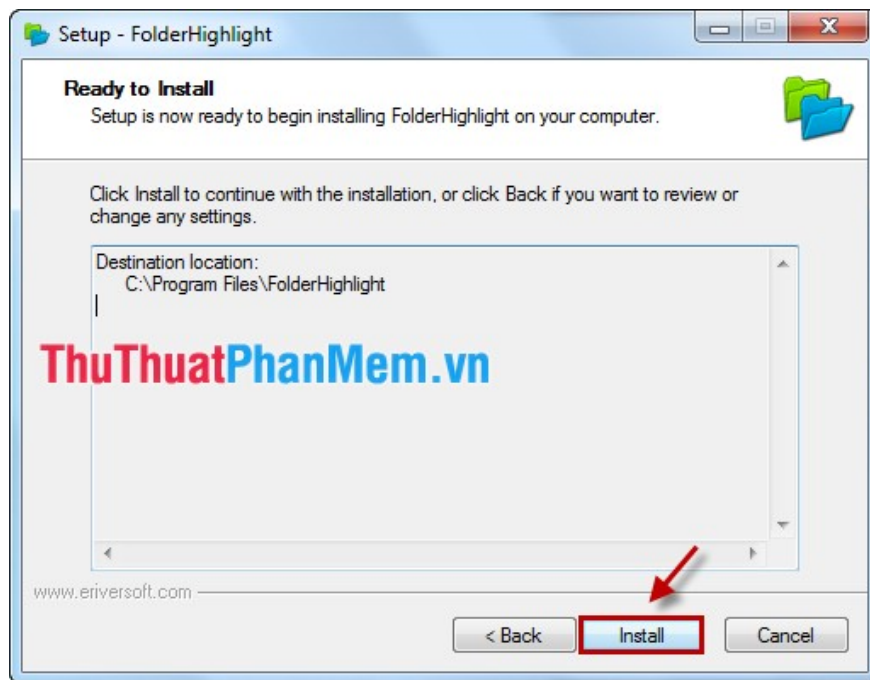 Setup - FolderHighlight
Ready to Install
Setup is now ready to begin installing FolderHighlight on your computer.
Click Install to continue with the installation, or click Back if you want to review or
change any settings.
Destination location:
C:\Program Files\FolderHighlight
ThuThuatPhanMem.vn
www.eriversoft.com
< Back
Install
Cancel